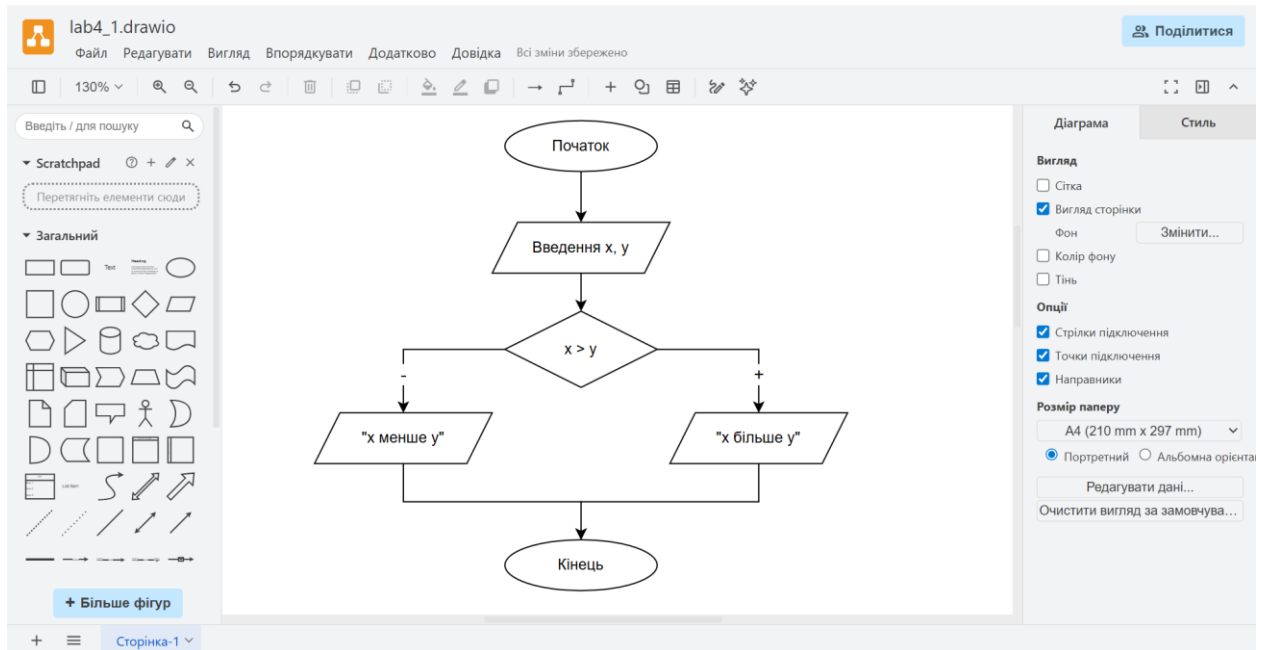 lab4_1.drawio
Файл Редагувати Вигляд Впорядкувати Додатково Довідка Всі зміни збережено
Поділитися
130%
Введіть / для пошуку
Scratchpad
Перетягніть елементи сюди
Загальний
Text
Heading
List Item
+ Більше фігур
Сторінка-1
Початок
Введення x, y
x > y
-
+
"x менше y"
"x більше y"
Кінець
Діаграма Стиль
Вигляд
Сітка
Вигляд сторінки
Фон Змінити...
Колір фону
Тінь
Опції
Стрілки підключення
Точки підключення
Направники
Розмір паперу
A4 (210 mm x 297 mm)
Портретний Альбомна орієнта
Редагувати дані...
Очистити вигляд за замовчува...